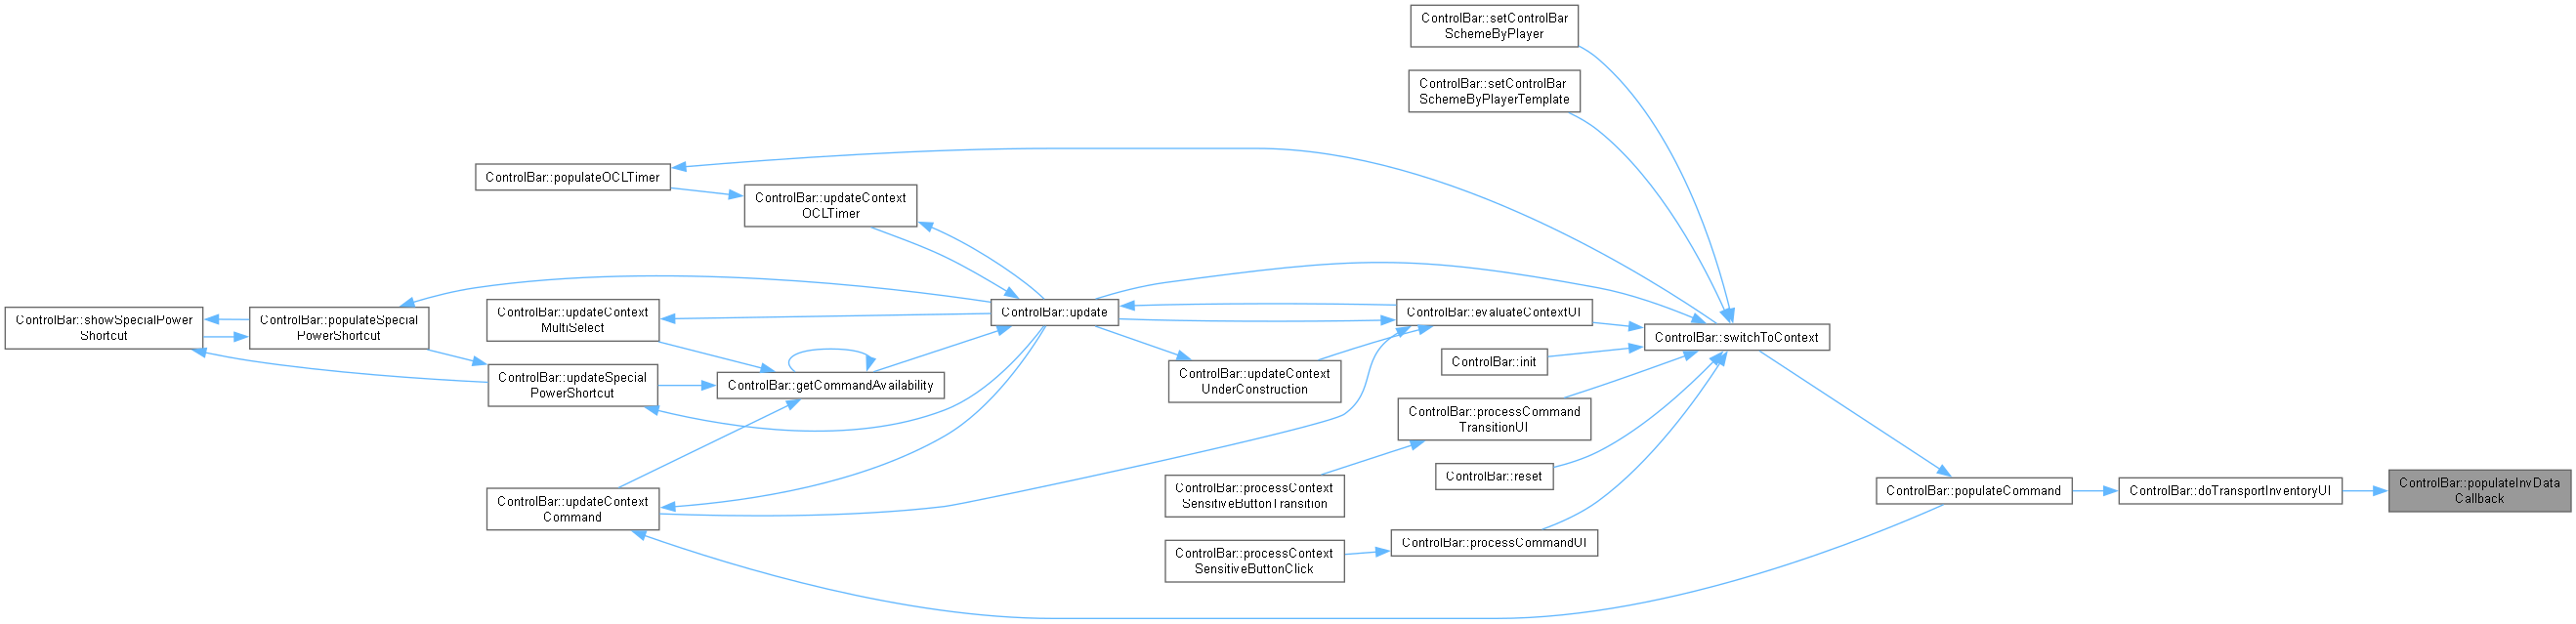 ControlBar::setControlBar
SchemeByPlayer
ControlBar::setControlBar
SchemeByPlayerTemplate
ControlBar::populateOCLTimer
ControlBar::updateContext
OCLTimer
ControlBar::showSpecialPower
Shortcut
ControlBar::populateSpecial
PowerShortcut
ControlBar::updateContext
MultiSelect
ControlBar::update
ControlBar::evaluateContextUI
ControlBar::switchToContext
ControlBar::init
ControlBar::updateSpecial
PowerShortcut
ControlBar::getCommandAvailability
ControlBar::updateContext
UnderConstruction
ControlBar::processCommand
TransitionUI
ControlBar::reset
ControlBar::updateContext
Command
ControlBar::processContext
SensitiveButtonTransition
ControlBar::populateCommand
ControlBar::doTransportInventoryUI
ControlBar::populateInvData
Callback
ControlBar::processCommandUI
ControlBar::processContext
SensitiveButtonClick